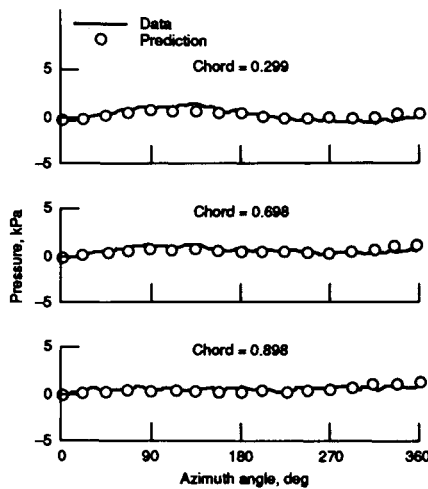 Data
Prediction
Chord = 0.299
5
0
-5
Chord = 0.698
5
0
-5
Pressure, kPa
Chord = 0.898
5
0
-5
0 90 180 270 360
Azimuth angle, deg